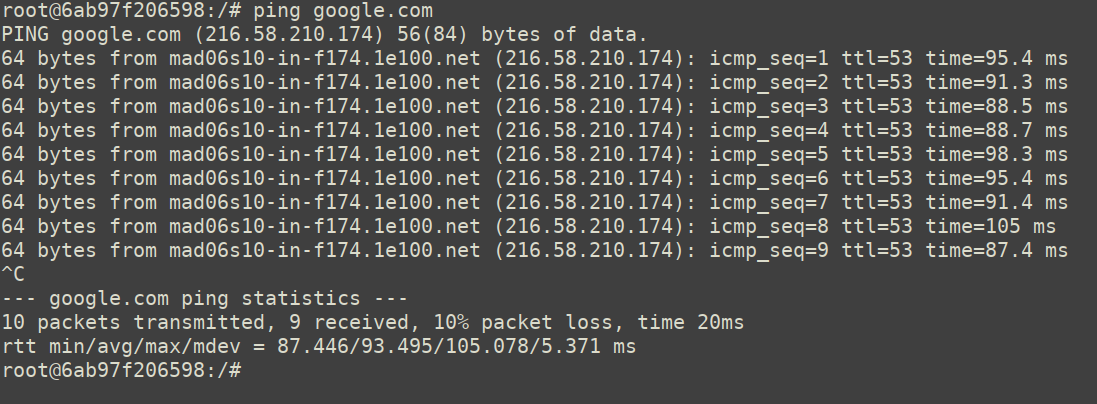 root@6ab97f206598:/# ping google.com
PING google.com (216.58.210.174) 56(84) bytes of data.
64 bytes from mad06s10-in-f174.1e100.net (216.58.210.174): icmp_seq=1 ttl=53 time=95.4 ms
64 bytes from mad06s10-in-f174.1e100.net (216.58.210.174): icmp_seq=2 ttl=53 time=91.3 ms
64 bytes from mad06s10-in-f174.1e100.net (216.58.210.174): icmp_seq=3 ttl=53 time=88.5 ms
64 bytes from mad06s10-in-f174.1e100.net (216.58.210.174): icmp_seq=4 ttl=53 time=88.7 ms
64 bytes from mad06s10-in-f174.1e100.net (216.58.210.174): icmp_seq=5 ttl=53 time=98.3 ms
64 bytes from mad06s10-in-f174.1e100.net (216.58.210.174): icmp_seq=6 ttl=53 time=95.4 ms
64 bytes from mad06s10-in-f174.1e100.net (216.58.210.174): icmp_seq=7 ttl=53 time=91.4 ms
64 bytes from mad06s10-in-f174.1e100.net (216.58.210.174): icmp_seq=8 ttl=53 time=105 ms
64 bytes from mad06s10-in-f174.1e100.net (216.58.210.174): icmp_seq=9 ttl=53 time=87.4 ms
^C
--- google.com ping statistics ---
10 packets transmitted, 9 received, 10% packet loss, time 20ms
rtt min/avg/max/mdev = 87.446/93.495/105.078/5.371 ms
root@6ab97f206598:/#